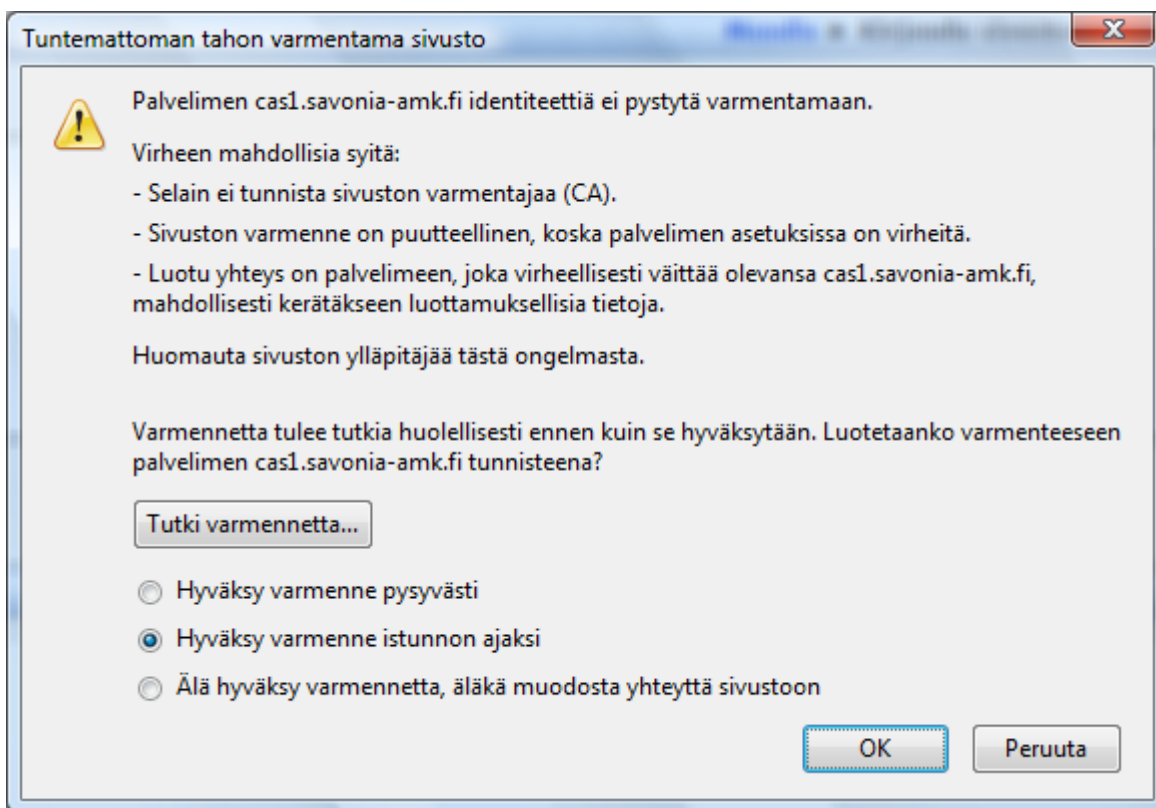 Tuntemattoman tahon varmentama sivusto
Palvelimen cas1.savonia-amk.fi identiteettiä ei pystytä varmentamaan.
Virheen mahdollisia syitä:
- Selain ei tunnista sivuston varmentajaa (CA).
- Sivuston varmenne on puutteellinen, koska palvelimen asetuksissa on virheitä.
- Luotu yhteys on palvelimeen, joka virheellisesti väittää olevansa cas1.savonia-amk.fi,
mahdollisesti kerätäkseen luottamuksellisia tietoja.
Huomauta sivuston ylläpitäjää tästä ongelmasta.
Varmennetta tulee tutkia huolellisesti ennen kuin se hyväksytään. Luotetaanko varmenteeseen
palvelimen cas1.savonia-amk.fi tunnisteena?
Tutki varmennetta...
Hyväksy varmenne pysyvästi
Hyväksy varmenne istunnon ajaksi
Älä hyväksy varmennetta, äläkä muodosta yhteyttä sivustoon
OK
Peruuta